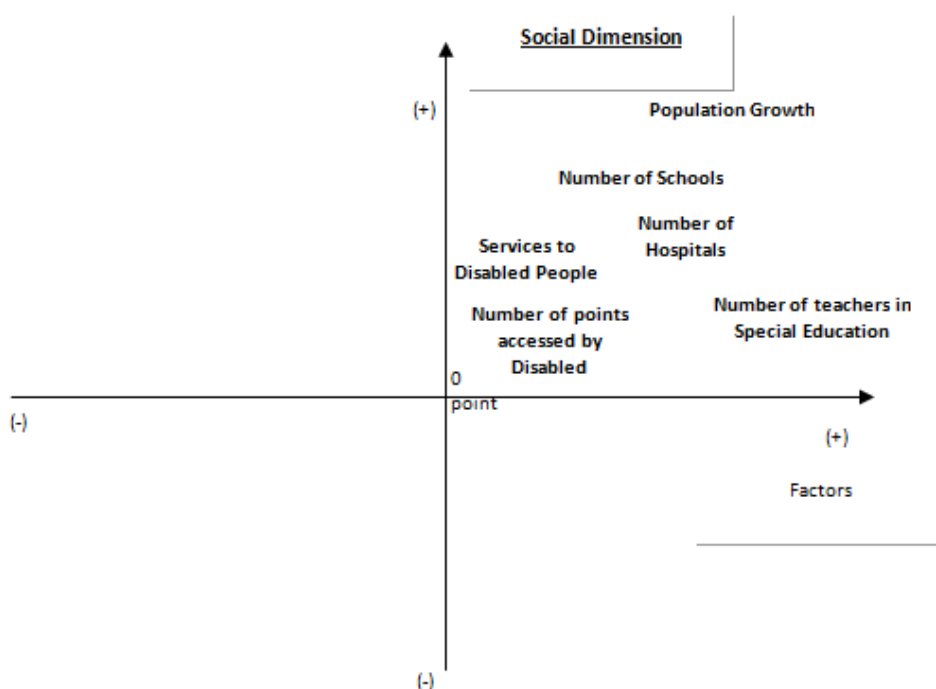 Social Dimension
(+)
Population Growth
Number of Schools
Number of
Hospitals
Services to
Disabled People
Number of points
accessed by
Disabled
Number of teachers in
Special Education
0
point
(-)
(+)
Factors
(-)